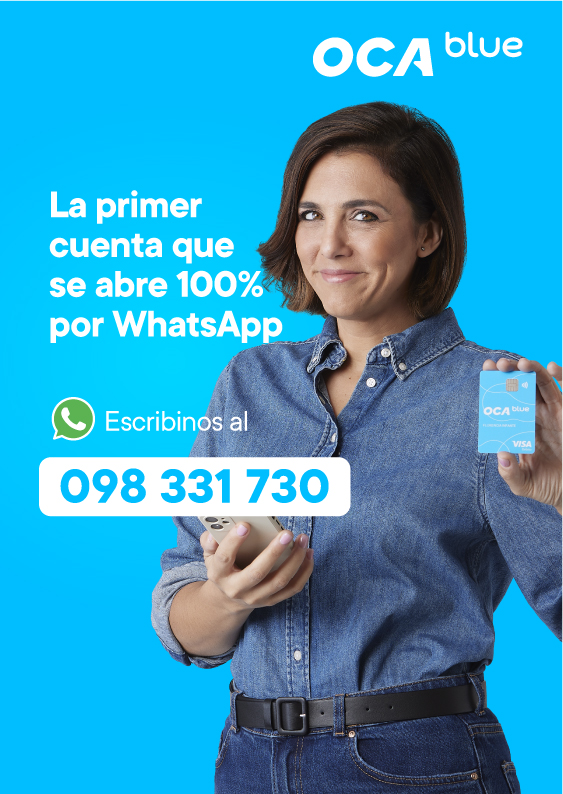 OCA blue
La primer
cuenta que
se abre 100%
por WhatsApp
Escribinos al
098 331 730
OCA blue
VISA